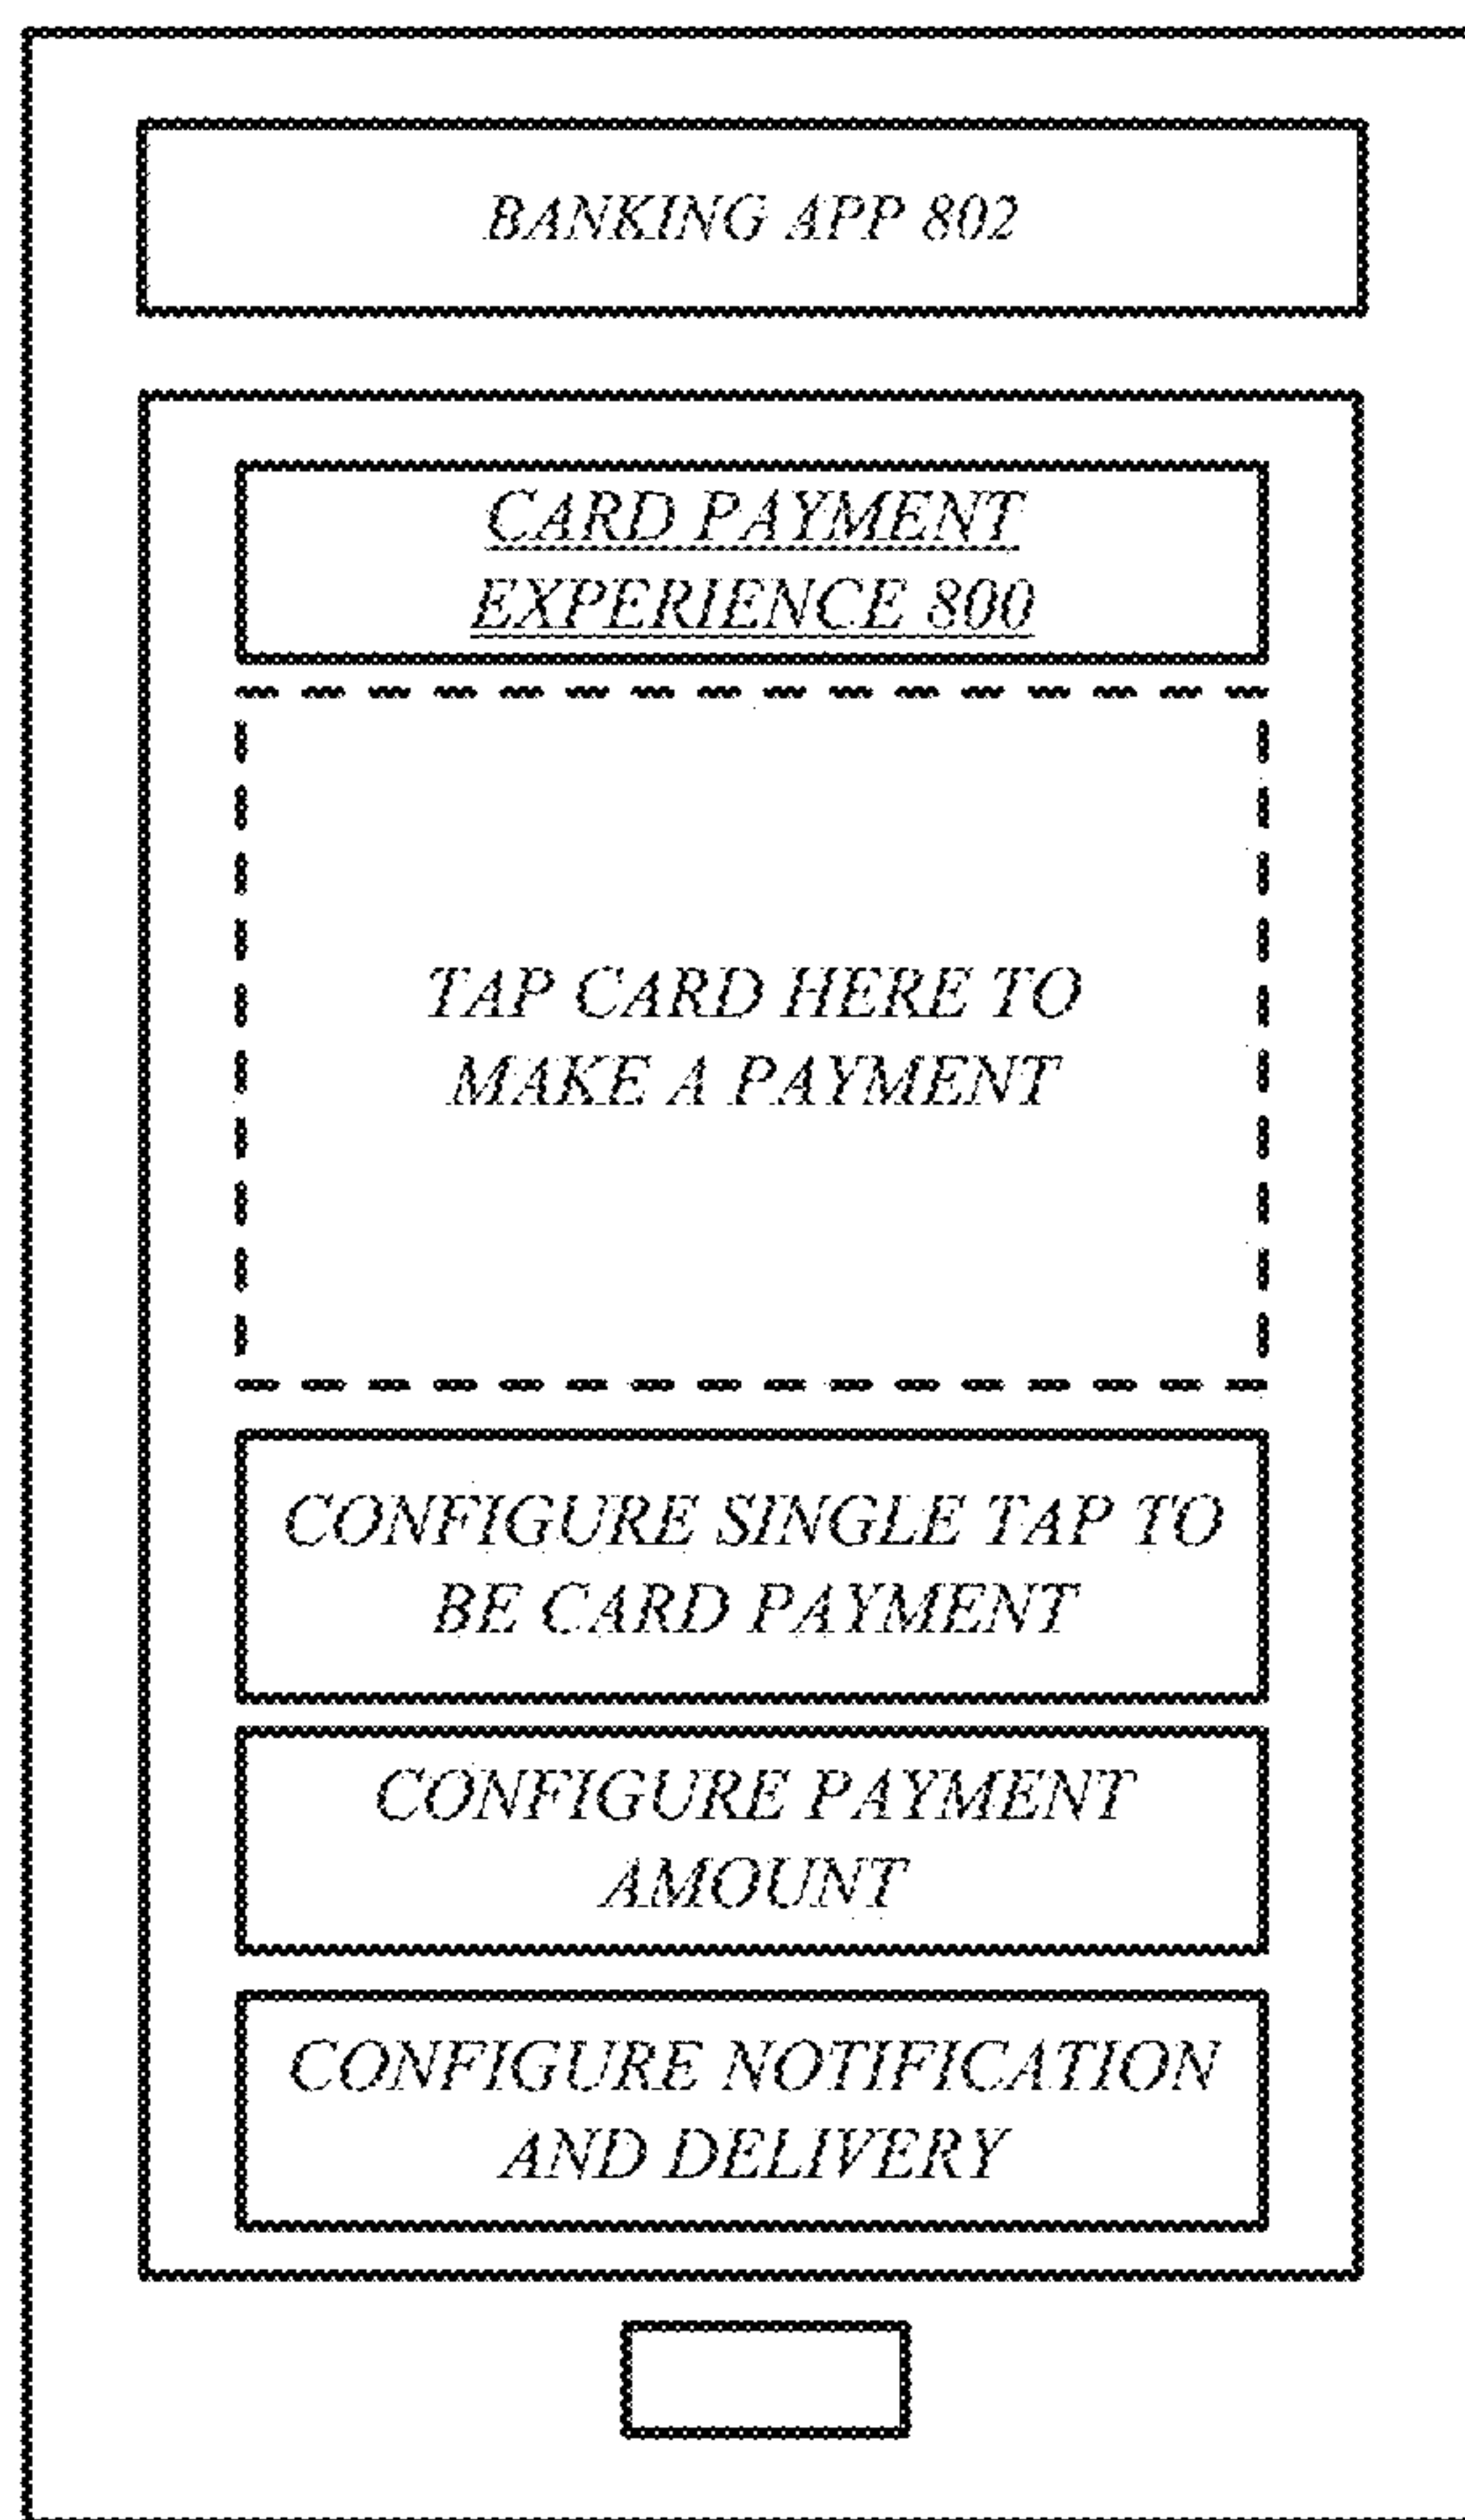 BANKING APP 802
CARD PAYMENT
EXPERIENCE 800
TAP CARD HERE TO
MAKE A PAYMENT
CONFIGURE SINGLE TAP TO
BE CARD PAYMENT
CONFIGURE PAYMENT
AMOUNT
CONFIGURE NOTIFICATION
AND DELIVERY